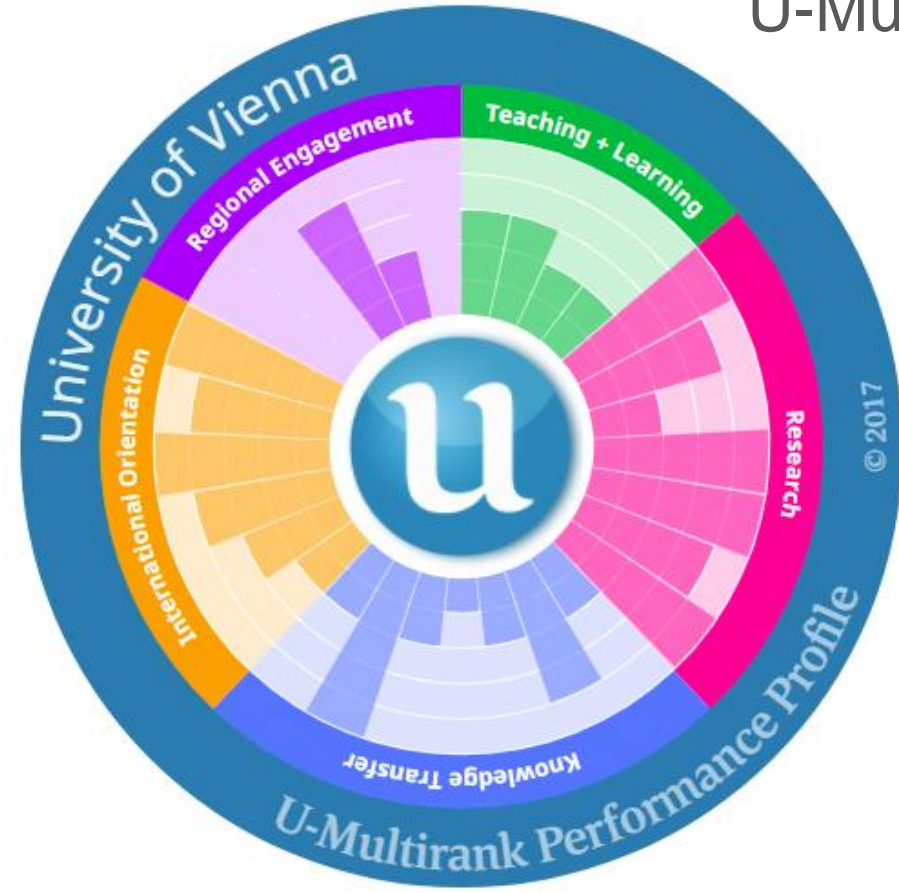 U-Mu
University of Vienna
Regional Engagement
Teaching + Learning
International Orientation
Research
Knowledge Transfer
u
© 2017
U-Multirank Performance Profile